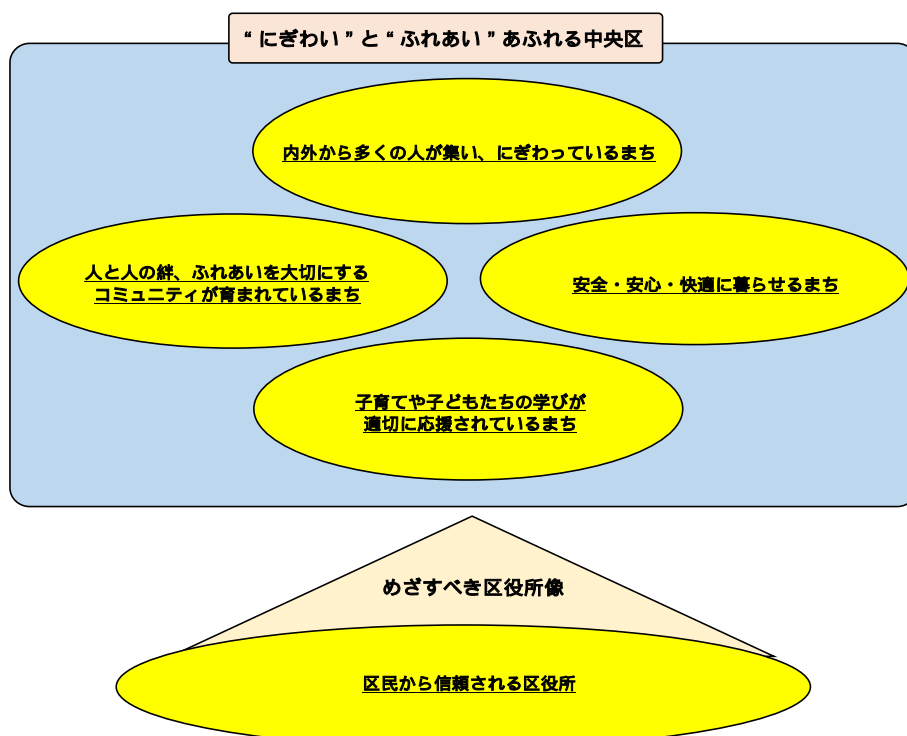 “にぎわい”と“ふれあい”あふれる中央区
内外から多くの人が集い、にぎわっているまち
人と人の絆、ふれあいを大切にする
コミュニティが育まれているまち
安全・安心・快適に暮らせるまち
子育てや子どもたちの学びが
適切に応援されているまち
めざすべき区役所像
区民から信頼される区役所